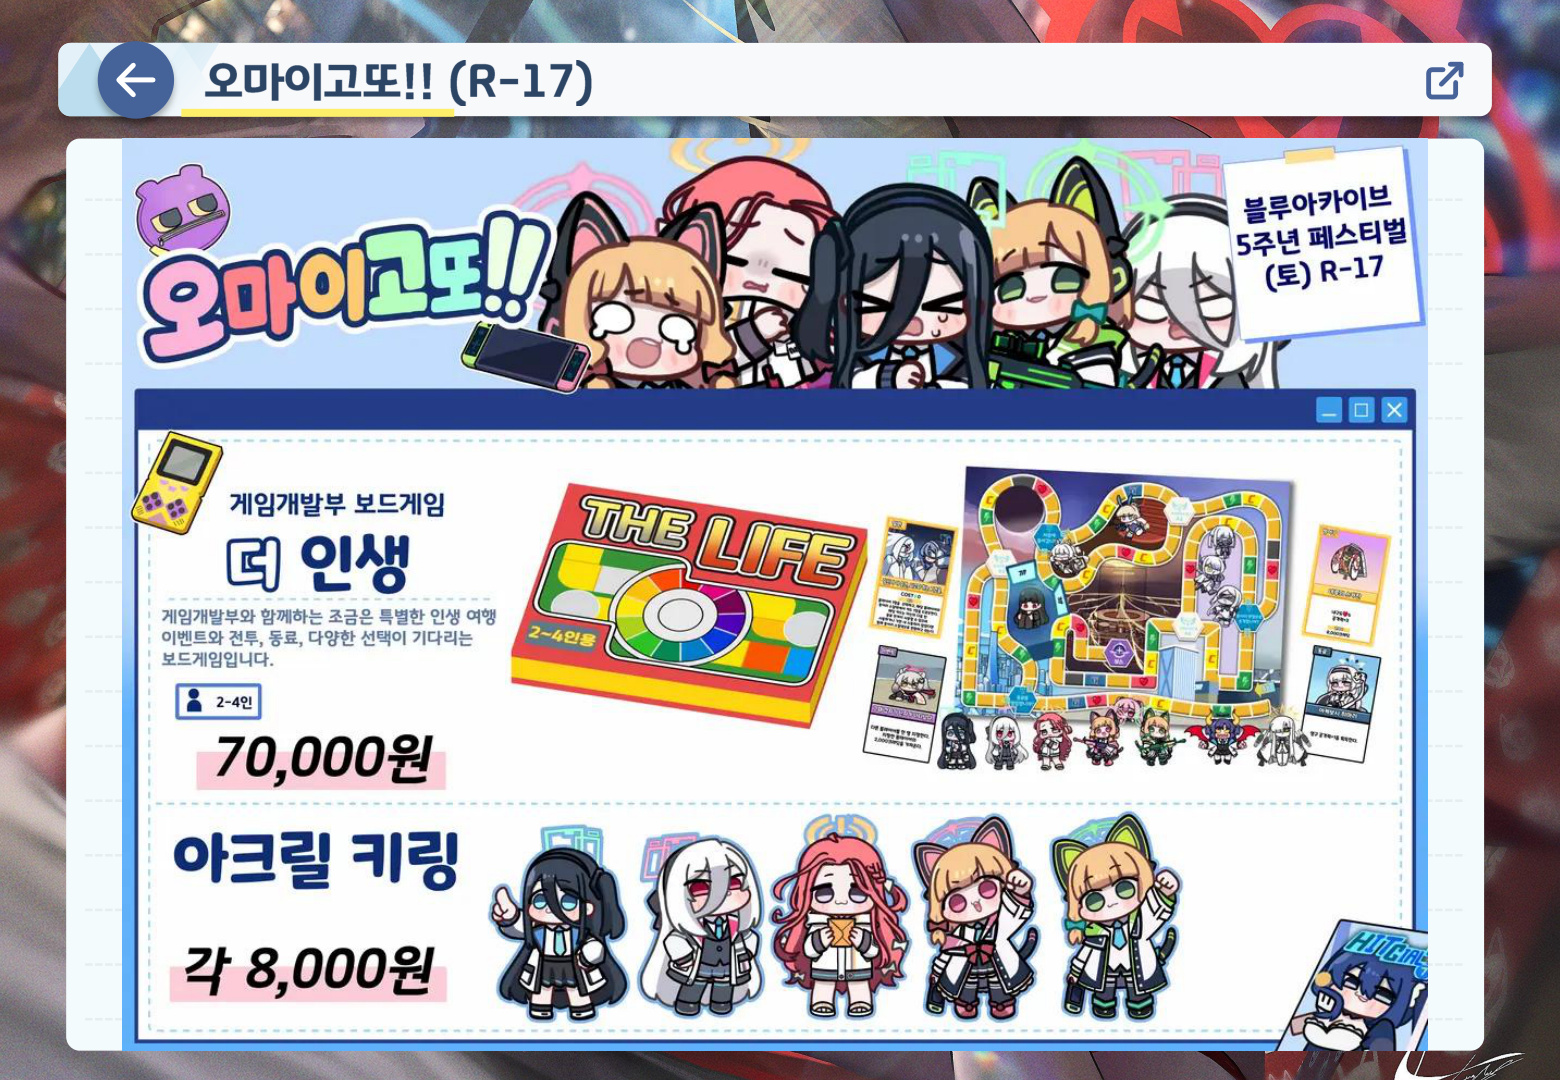 오마이고또!! (R-17)
오마이고또!!
블루아카이브
5주년 페스티벌
(토) R-17
게임개발부 보드게임
더 인생
게임개발부와 함께하는 조금은 특별한 인생 여행
이벤트와 전투, 동료, 다양한 선택이 기다리는
보드게임입니다.
2-4인
70,000원
THE LIFE
2~4인용
아크릴 키링
각 8,000원